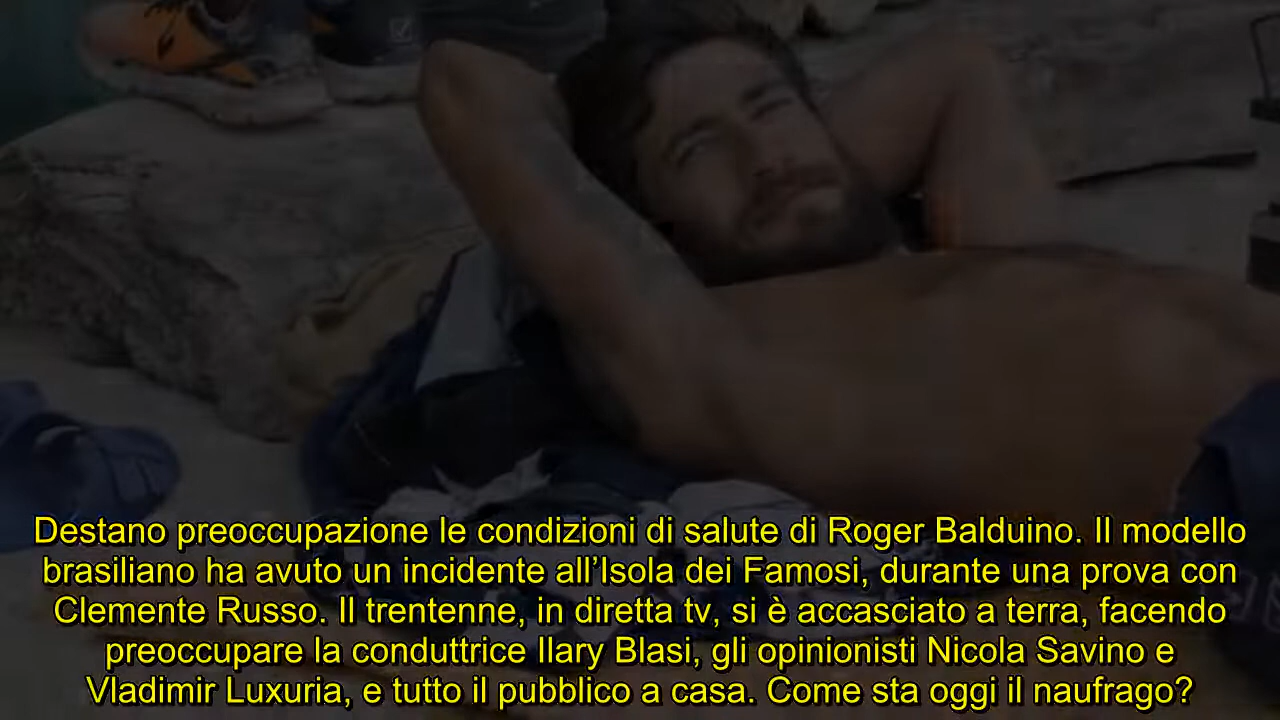 Destano preoccupazione le condizioni di salute di Roger Balduino. Il modello
brasiliano ha avuto un incidente all’Isola dei Famosi, durante una prova con
Clemente Russo. Il trentenne, in diretta tv, si è accasciato a terra, facendo
preoccupare la conduttrice Ilary Blasi, gli opinionisti Nicola Savino e
Vladimir Luxuria, e tutto il pubblico a casa. Come sta oggi il naufrago?